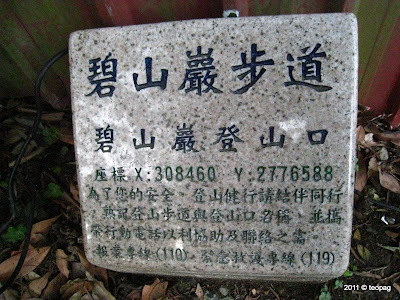 碧山巖步道
碧山巖登山口
座標X:308460 Y:2776588
為了您的安全、登山健行請結伴同行
，熟記登山步道與登山口名稱、並攜
帶行動電話以利協助及聯絡之需
報案專線(110)、緊急救護專線(119)
2011 © tedpag